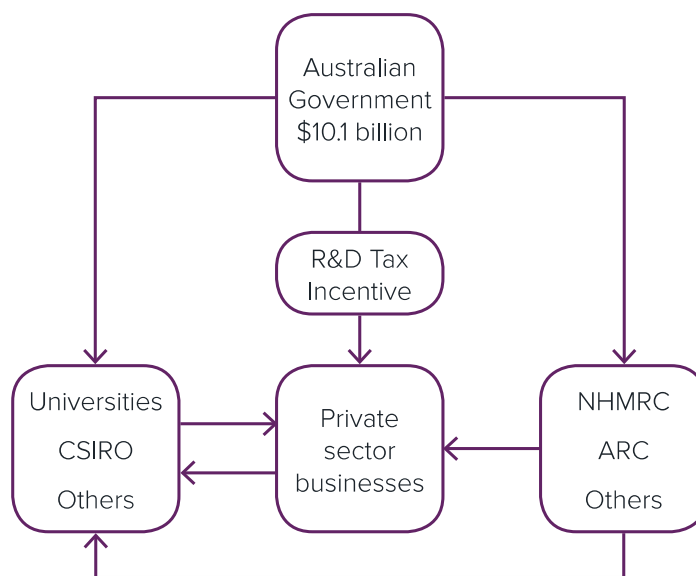 Australian
Government
$10.1 billion
R&D Tax
Incentive
Universities
CSIRO
Others
Private
sector
businesses
NHMRC
ARC
Others